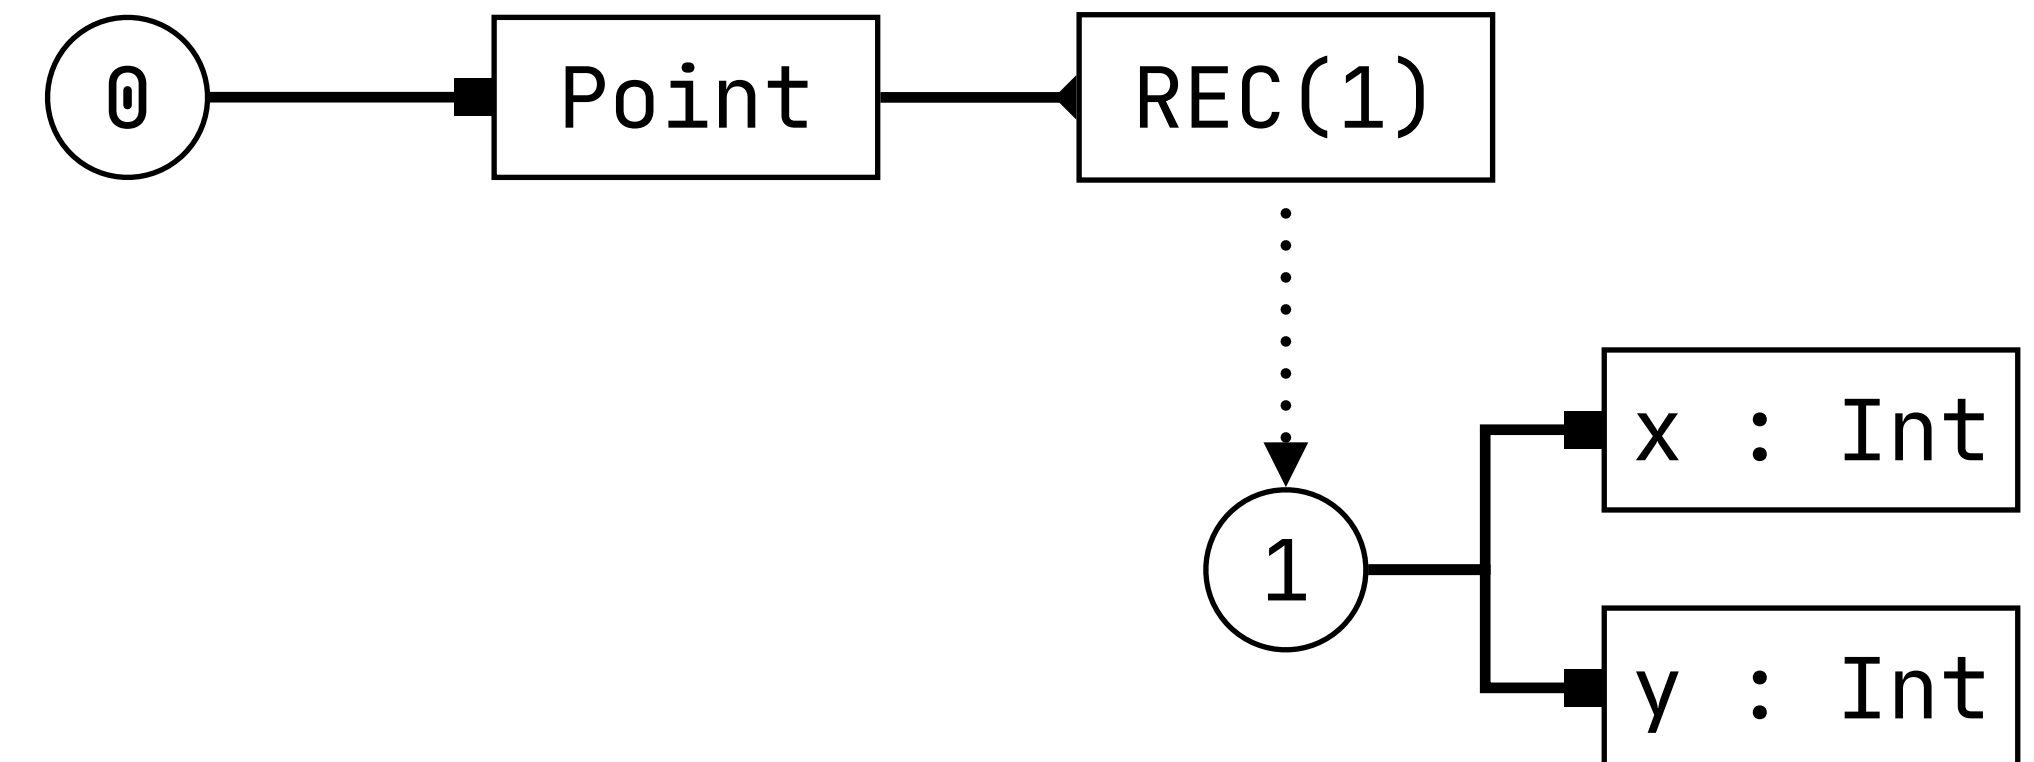 0
Point
REC(1)
x : Int
1
y : Int